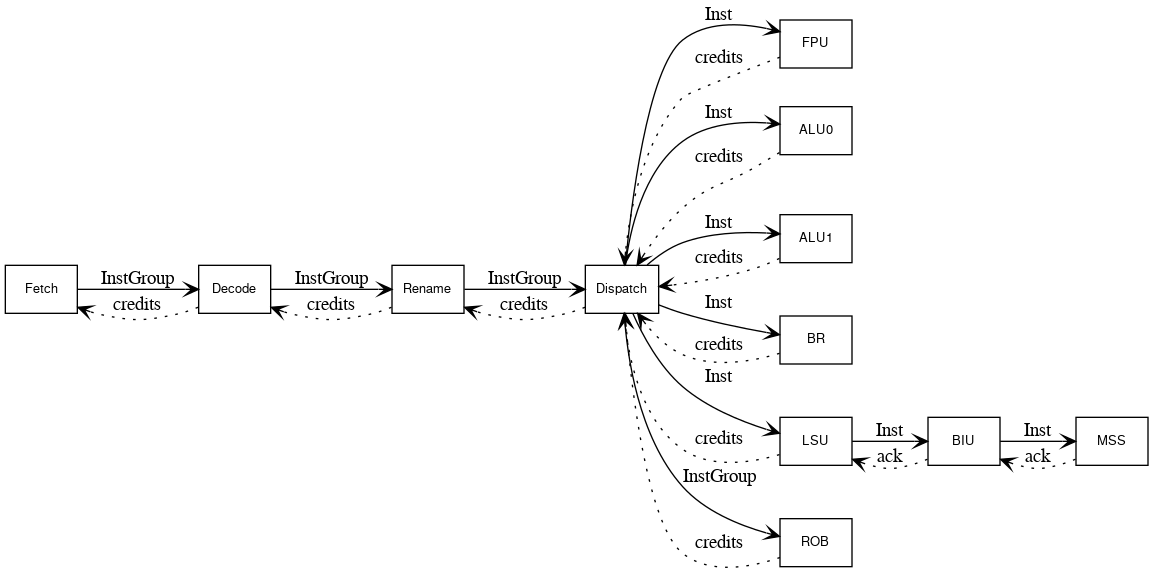 Inst
FPU
credits
Inst
ALU0
credits
Inst
ALU1
credits
Fetch
InstGroup
credits
Decode
InstGroup
credits
Rename
InstGroup
credits
Dispatch
Inst
BR
credits
Inst
LSU
credits
Inst
ack
BIU
Inst
ack
MSS
InstGroup
ROB
credits